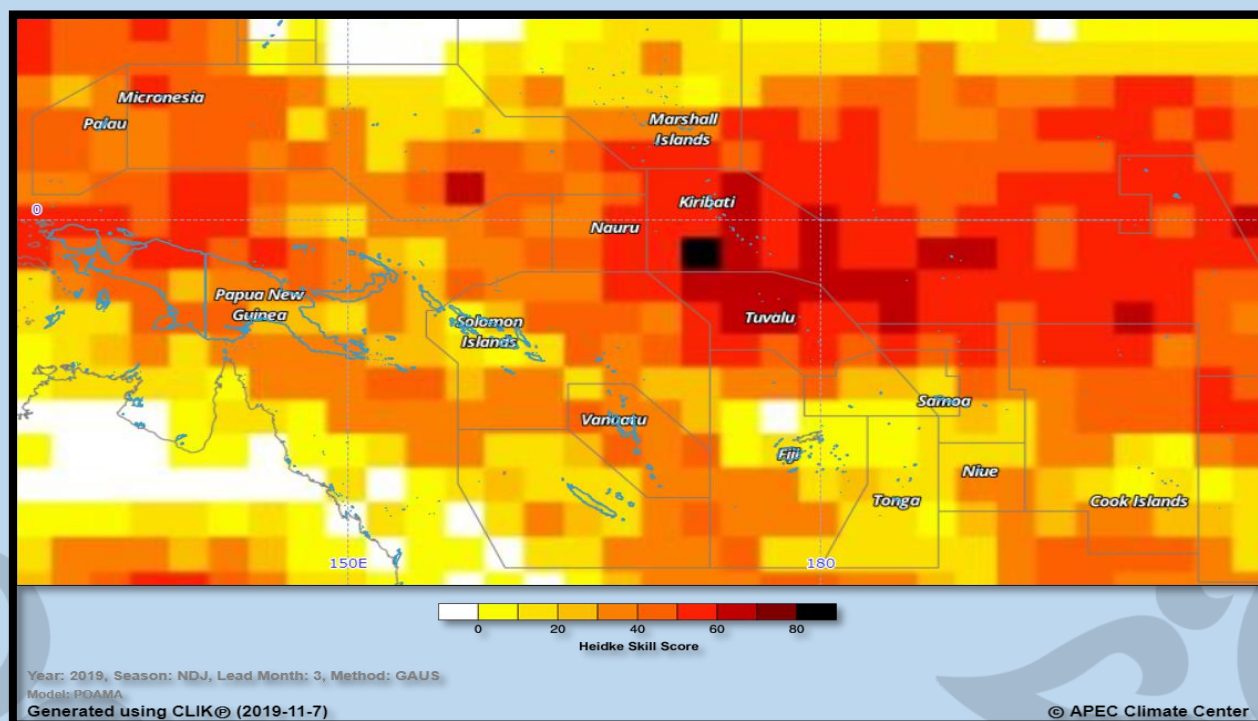 Micronesia
Palau
Marshall
Islands
Kiribati
0
Nauru
Papua New
Guinea
Solomon
Islands
Tuvalu
Samoa
Vanuatu
Fiji
Niue
Tonga
Cook Islands
150E
180
0
20
40
60
80
Heidke Skill Score
Year: 2019, Season: NDJ, Lead Month: 3, Method: GAUS
Model: POAMA
Generated using CLIK℗ (2019-11-7)
© APEC Climate Center